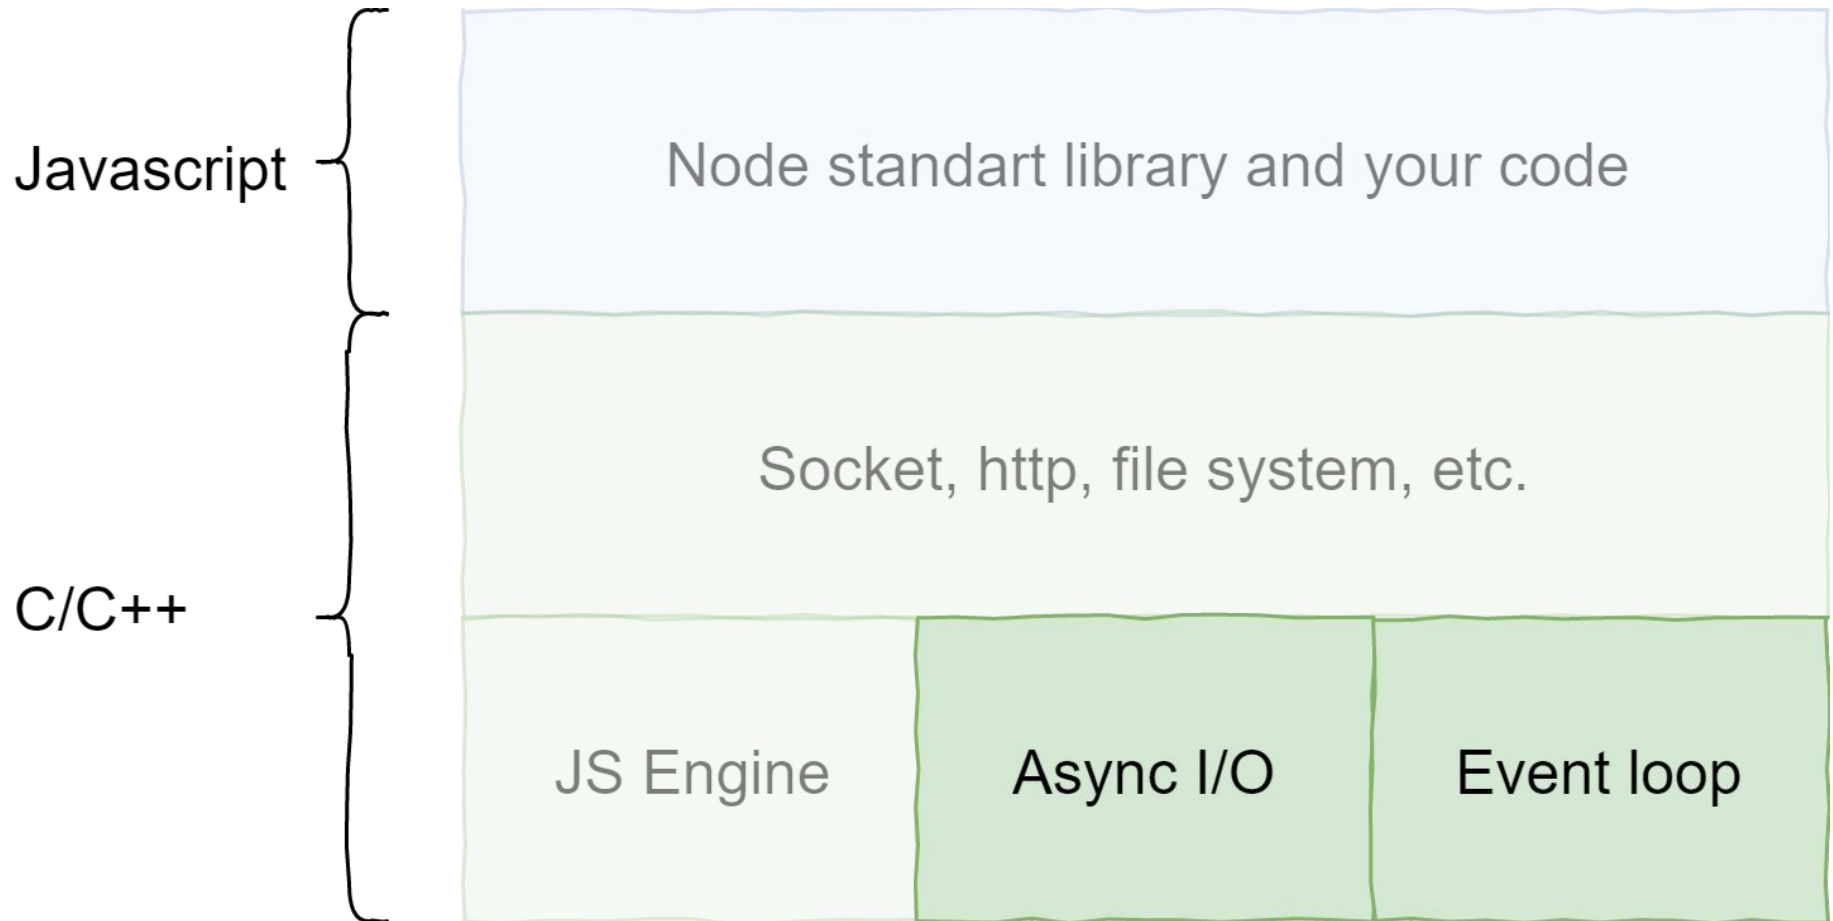 Javascript
Node standart library and your code
Socket, http, file system, etc.
C/C++
JS Engine
Async I/O
Event loop